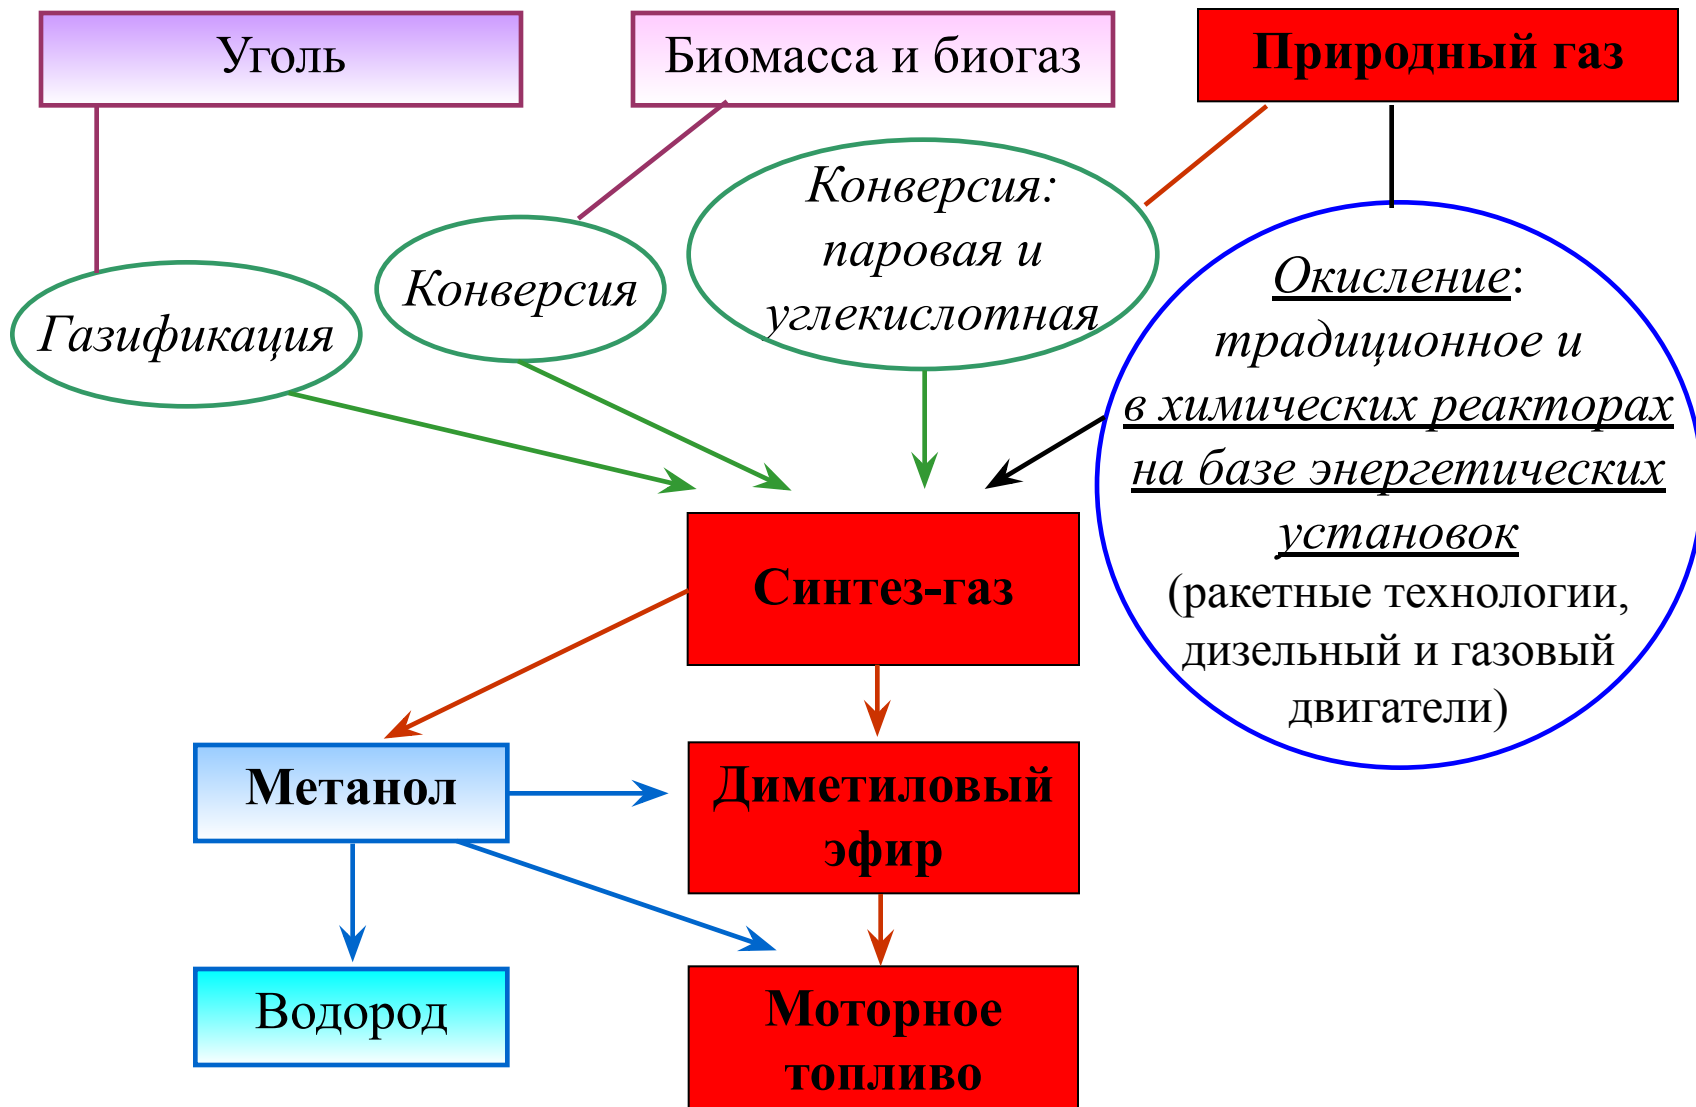 Уголь
Биомасса и биогаз
Природный газ
Газификация
Конверсия
Конверсия:
паровая и
углекислотная
Окисление:
традиционное и
в химических реакторах
на базе энергетических
установок
(ракетные технологии,
дизельный и газовый
двигатели)
Синтез-газ
Метанол
Диметиловый
эфир
Водород
Моторное
топливо